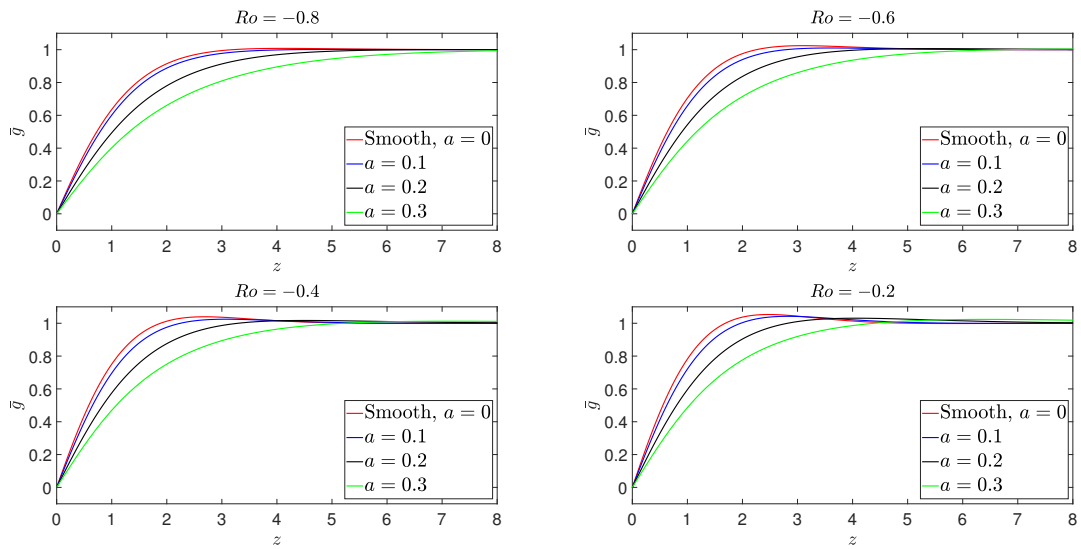 Ro = −0.8
1
0.8
0.6
0.4
0.2
0
ḡ
Smooth, a = 0
a = 0.1
a = 0.2
a = 0.3
0 1 2 3 4 5 6 7 8
z
Ro = −0.6
1
0.8
0.6
0.4
0.2
0
ḡ
Smooth, a = 0
a = 0.1
a = 0.2
a = 0.3
0 1 2 3 4 5 6 7 8
z
Ro = −0.4
1
0.8
0.6
0.4
0.2
0
ḡ
Smooth, a = 0
a = 0.1
a = 0.2
a = 0.3
0 1 2 3 4 5 6 7 8
z
Ro = −0.2
1
0.8
0.6
0.4
0.2
0
ḡ
Smooth, a = 0
a = 0.1
a = 0.2
a = 0.3
0 1 2 3 4 5 6 7 8
z